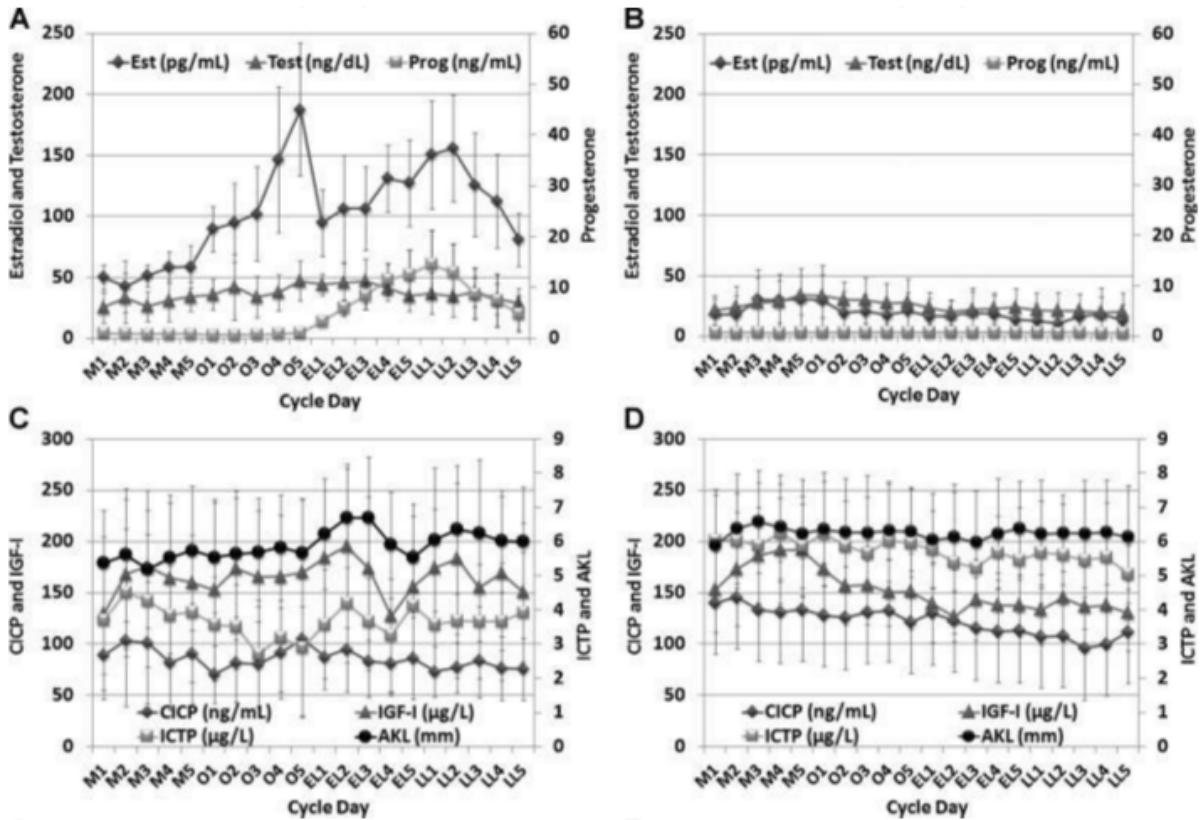 A
250
200
150
100
50
0
60
50
40
30
20
10
0
Est (pg/mL) Test (ng/dL) Prog (ng/mL)
Estradiol and Testosterone
Progesterone
M1 M2 M3 M4 M5 O1 O2 O3 O4 O5 EL1 EL2 EL3 EL4 EL5 LL1 LL2 LL3 LL4 LL5
Cycle Day
B
250
200
150
100
50
0
60
50
40
30
20
10
0
Est (pg/mL) Test (ng/dL) Prog (ng/mL)
Estradiol and Testosterone
Progesterone
M1 M2 M3 M4 M5 O1 O2 O3 O4 O5 EL1 EL2 EL3 EL4 EL5 LL1 LL2 LL3 LL4 LL5
Cycle Day
C
300
250
200
150
100
50
0
9
8
7
6
5
4
3
2
1
0
CICP and IGF-I
ICTP and AKL
CICP (ng/mL) IGF-I (µg/L)
ICTP (µg/L) AKL (mm)
M1 M2 M3 M4 M5 O1 O2 O3 O4 O5 EL1 EL2 EL3 EL4 EL5 LL1 LL2 LL3 LL4 LL5
Cycle Day
D
300
250
200
150
100
50
0
9
8
7
6
5
4
3
2
1
0
CICP and IGF-I
ICTP and AKL
CICP (ng/mL) IGF-I (µg/L)
ICTP (µg/L) AKL (mm)
M1 M2 M3 M4 M5 O1 O2 O3 O4 O5 EL1 EL2 EL3 EL4 EL5 LL1 LL2 LL3 LL4 LL5
Cycle Day